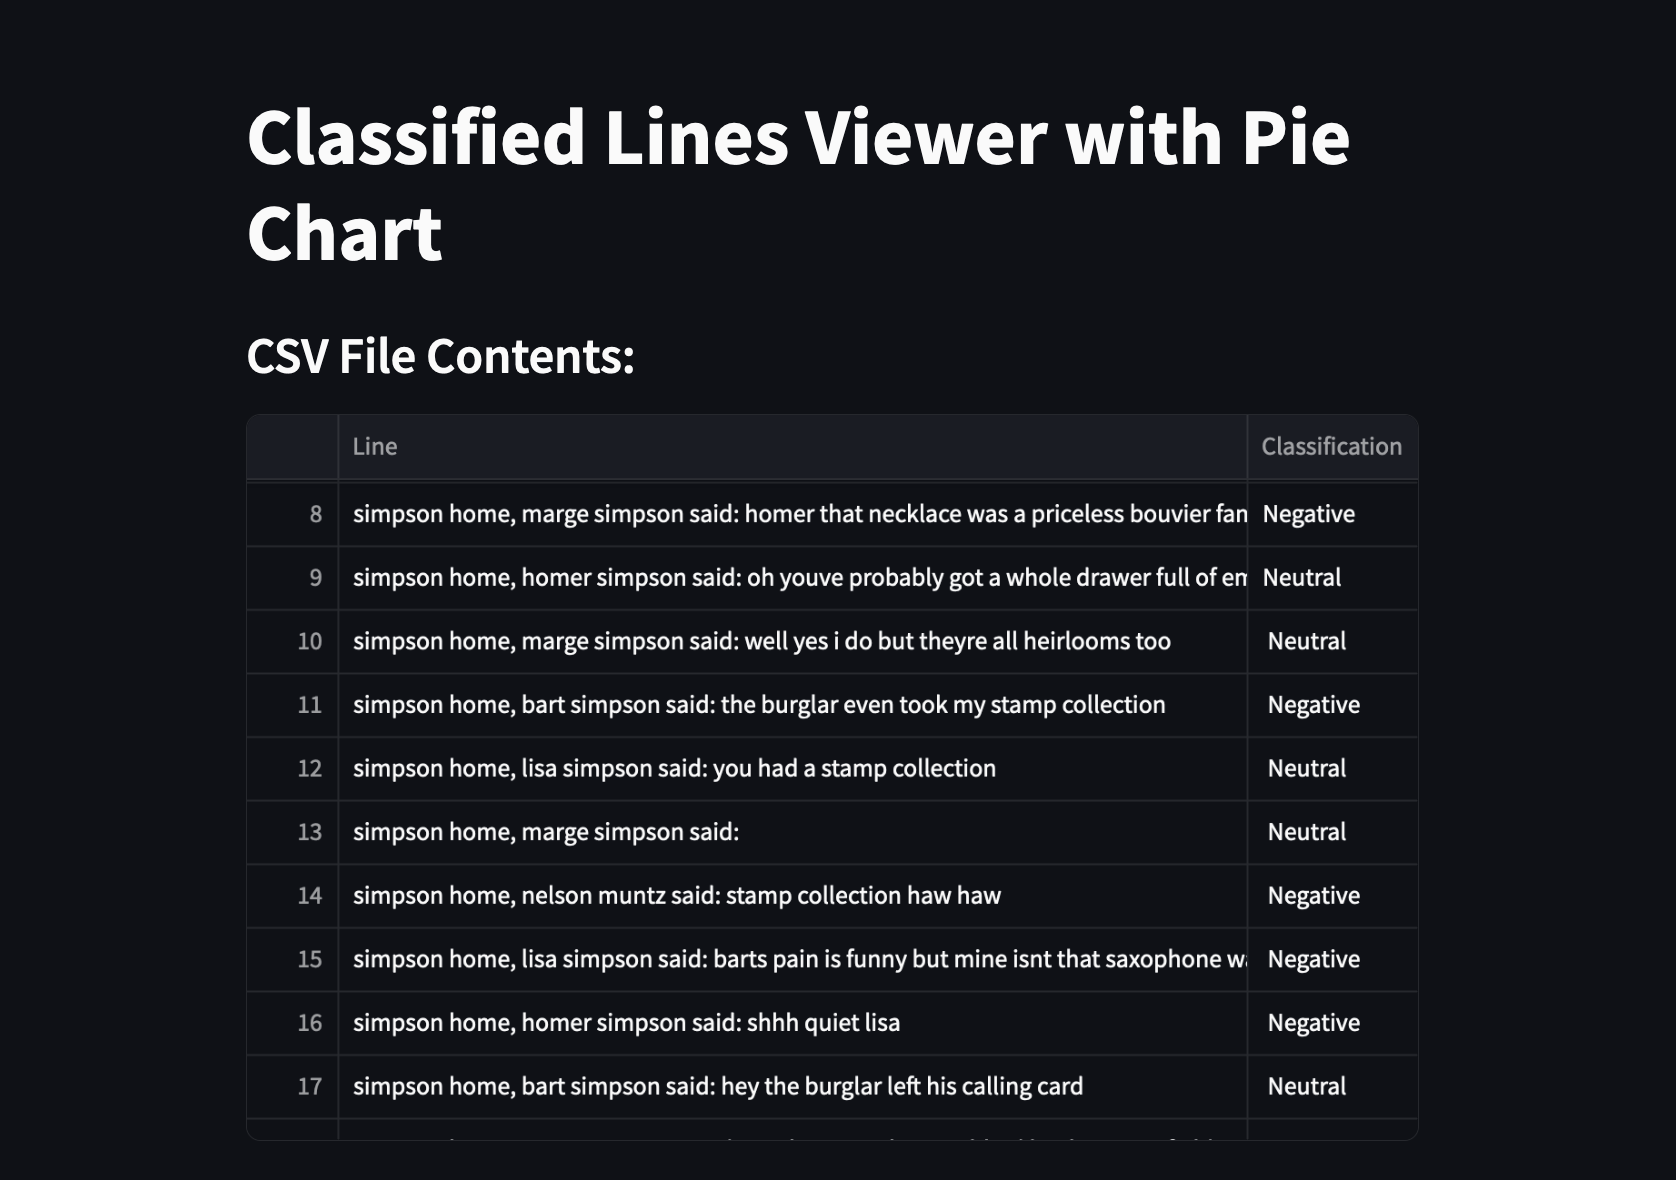 Classified Lines Viewer with Pie
Chart
CSV File Contents:
Line Classification
8 simpson home, marge simpson said: homer that necklace was a priceless bouvier Negative
9 simpson home, homer simpson said: oh youve probably got a whole drawer full of Neutral
10 simpson home, marge simpson said: well yes i do but theyre all heirlooms too Neutral
11 simpson home, bart simpson said: the burglar even took my stamp collection Negative
12 simpson home, lisa simpson said: you had a stamp collection Neutral
13 simpson home, marge simpson said: Neutral
14 simpson home, nelson muntz said: stamp collection haw haw Negative
15 simpson home, lisa simpson said: barts pain is funny but mine isnt that saxophone Negative
16 simpson home, homer simpson said: shhh quiet lisa Negative
17 simpson home, bart simpson said: hey the burglar left his calling card Neutral